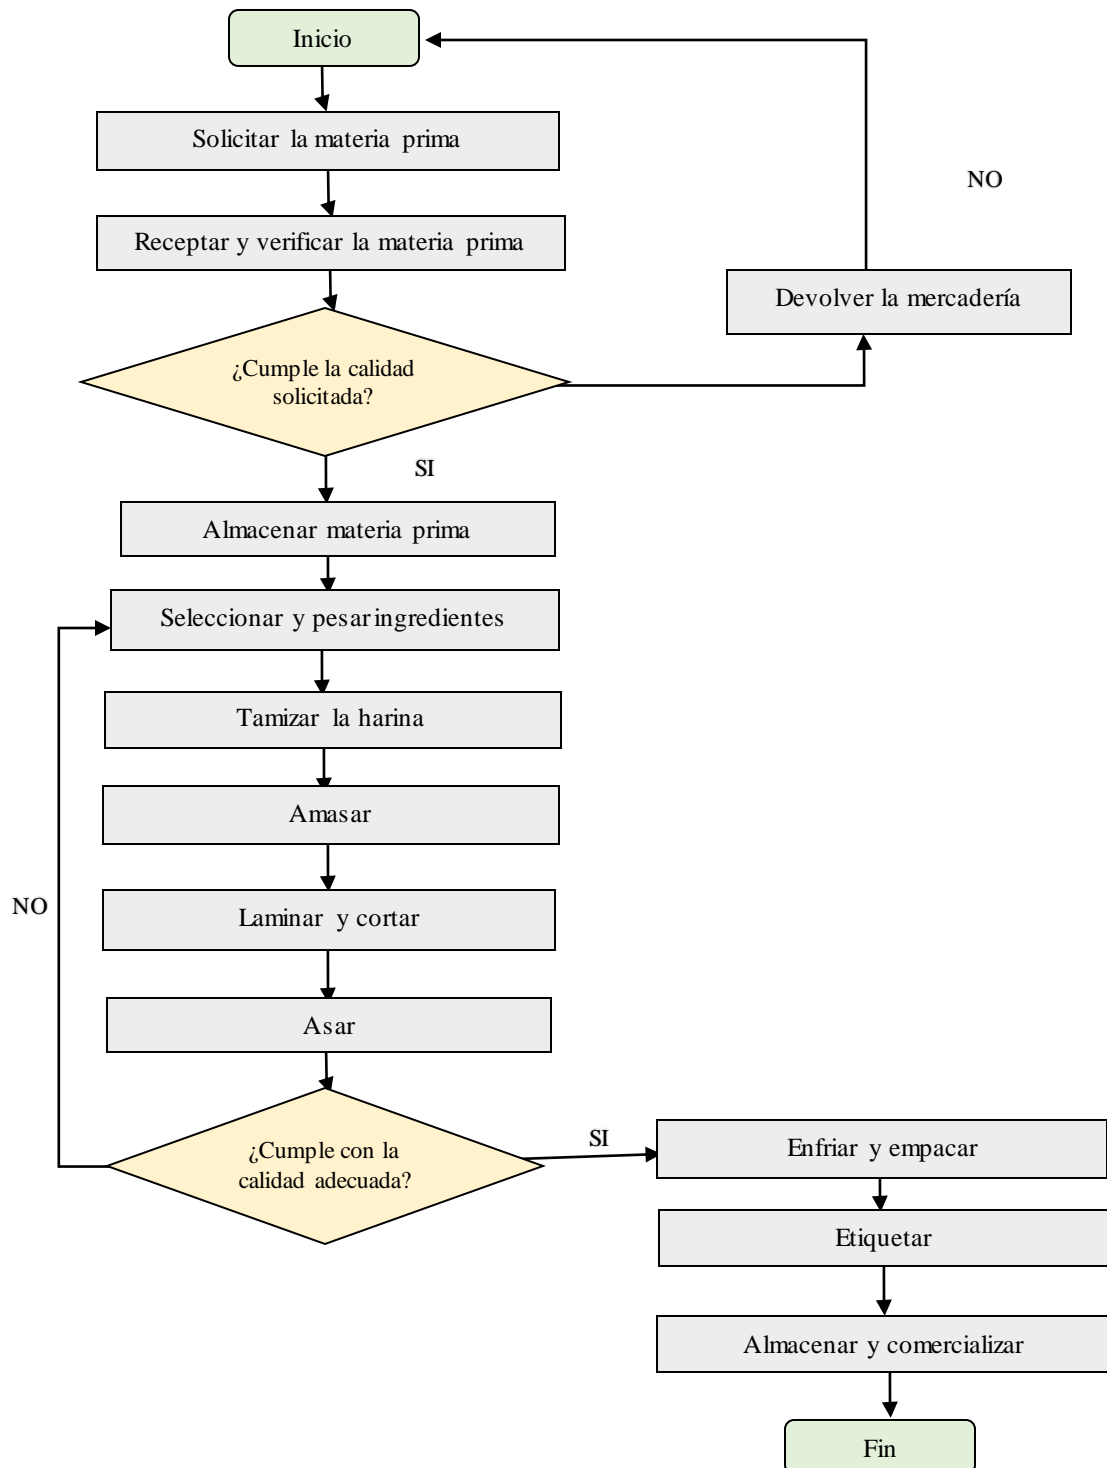 Inicio
Solicitar la materia prima
NO
Receptar y verificar la materia prima
Devolver la mercadería
¿Cumple la calidad
solicitada?
SI
Almacenar materia prima
Seleccionar y pesar ingredientes
Tamizar la harina
Amasar
NO
Laminar y cortar
Asar
¿Cumple con la
calidad adecuada?
SI
Enfriar y empacar
Etiquetar
Almacenar y comercializar
Fin